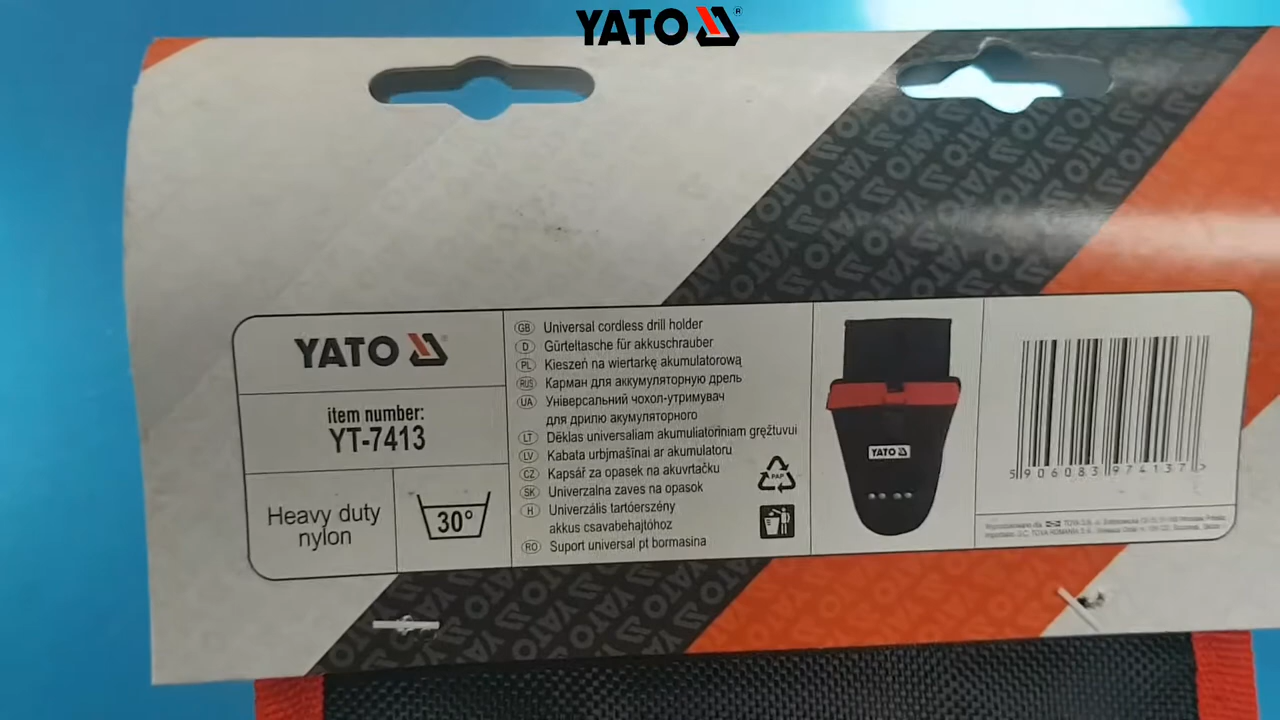 YATO ®
YATO
item number:
YT-7413
Heavy duty
nylon
30°
GB Universal cordless drill holder
D Gürteltasche für akkuschrauber
PL Kieszeń na wiertarkę akumulatorową
RUS Карман для аккумуляторную дрель
UA Універсальний чохол-утримувач
для дрилю акумуляторного
LT Dėklas universaliam akumuliatoriniam gręžtuvui
LV Kabata urbjmašīnai ar akumulatoru
CZ Kapsář za opasek na akuvrtačku
SK Univerzalna zaves na opasok
H Univerzális tartóerszény
akkus csavabehajtóhoz
RO Suport universal pt bormasina
PAP
YATO
5 906083 974137 >